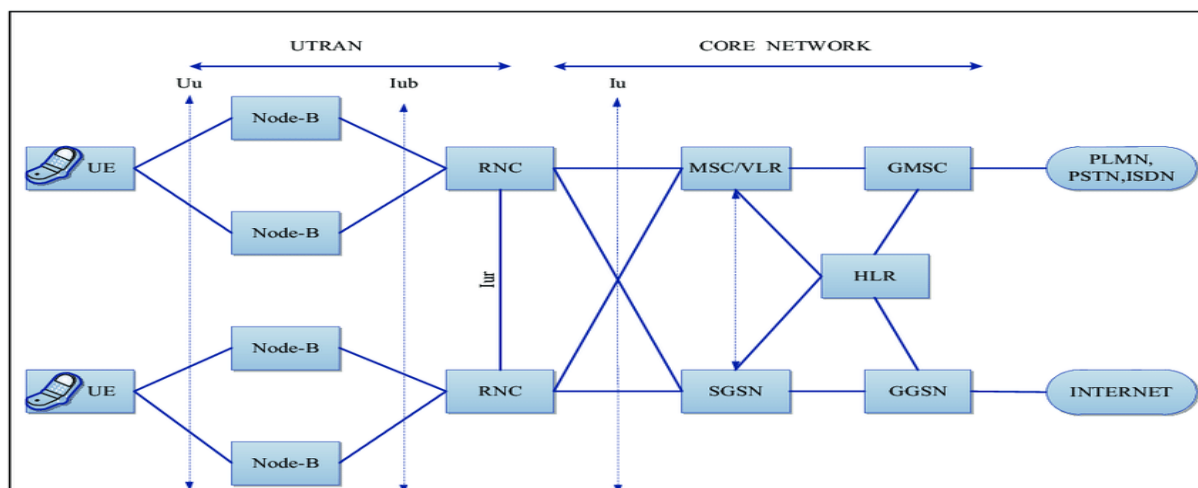 UTRAN
CORE NETWORK
Uu
Iub
Iu
Node-B
UE
RNC
MSC/VLR
GMSC
PLMN,
PSTN,ISDN
Node-B
Iur
HLR
Node-B
UE
RNC
SGSN
GGSN
INTERNET
Node-B